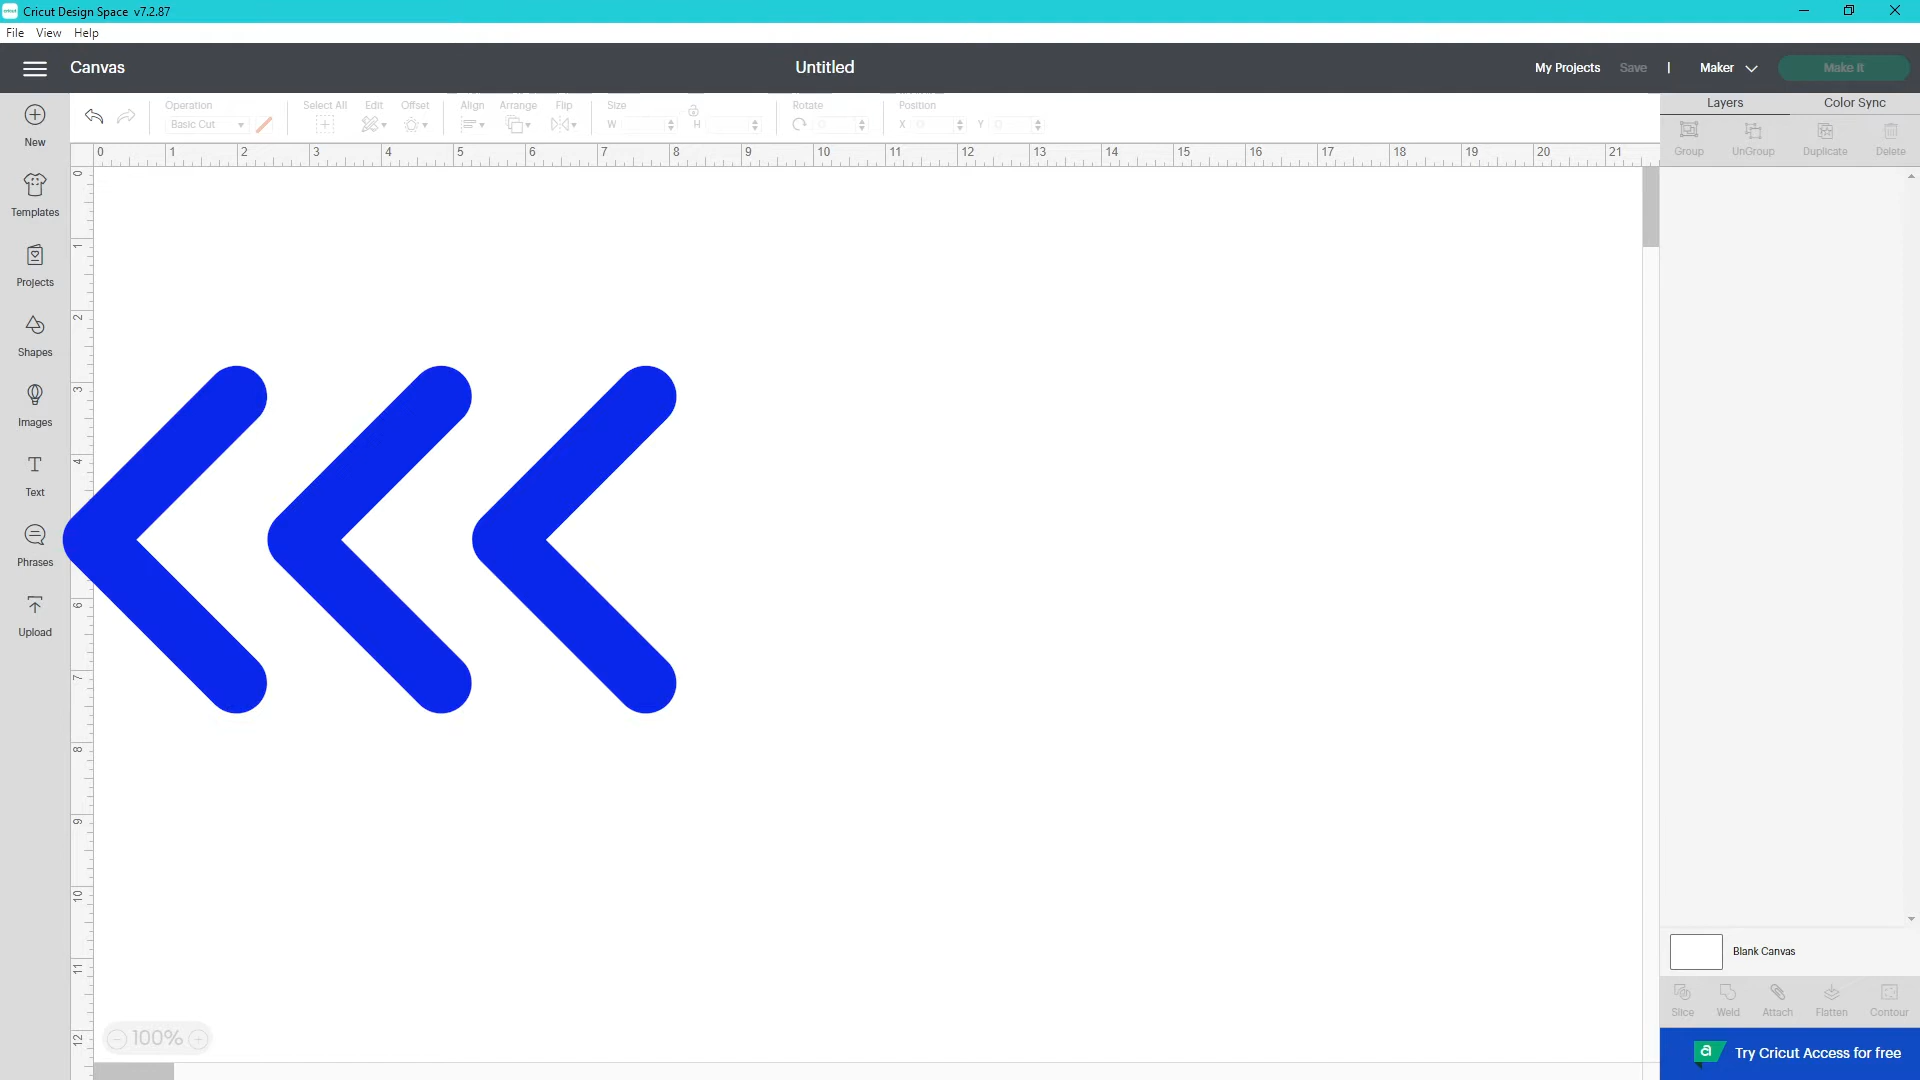 Cricut Design Space v7.2.87
File View Help
Canvas
Untitled
My Projects Save | Maker Make It
New
Templates
Projects
Shapes
Images
Text
Phrases
Upload
Operation Select All Edit Offset Align Arrange Flip Size Rotate Position
Basic Cut W H 0 X 0 Y 0
0 1 2 3 4 5 6 7 8 9 10 11 12 13 14 15 16 17 18 19 20 21
0
1
2
3
4
6
7
8
9
10
11
12
100%
Layers Color Sync
Group UnGroup Duplicate Delete
Blank Canvas
Slice Weld Attach Flatten Contour
a Try Cricut Access for free